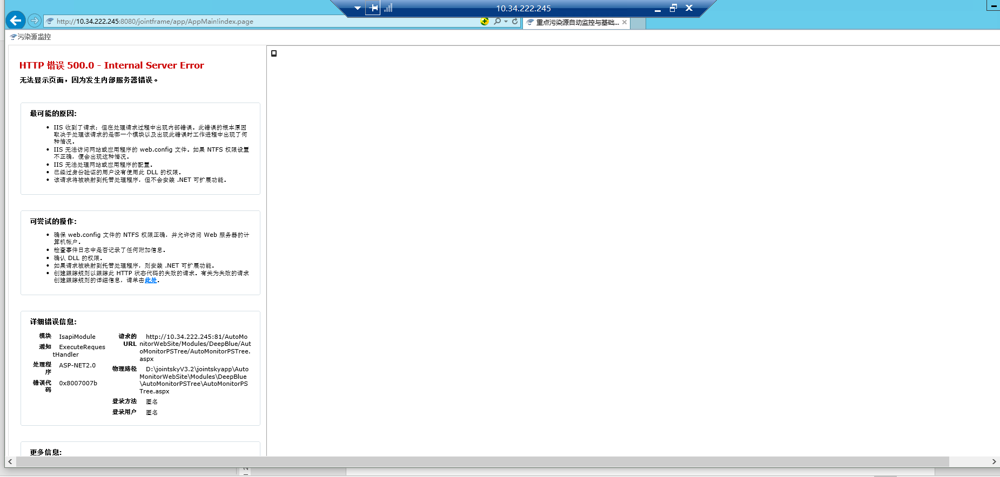 10.34.222.245
http://10.34.222.245:8080/jointframe/app/AppMain!index.page
重点污染源自动监控与基础...
污染源监控
HTTP 错误 500.0 - Internal Server Error
无法显示页面，因为发生内部服务器错误。
最可能的原因:
IIS 收到了请求；但在处理请求过程中出现内部错误。此错误的根本原因
取决于处理该请求的是哪一个模块以及出现此错误时工作进程中出现了何
种情况。
IIS 无法访问网站或应用程序的 web.config 文件。如果 NTFS 权限设置
不正确，便会出现这种情况。
IIS 无法处理网站或应用程序的配置。
已经过身份验证的用户没有使用此 DLL 的权限。
该请求将被映射到托管处理程序，但不会安装 .NET 可扩展功能。
可尝试的操作:
确保 web.config 文件的 NTFS 权限正确，并允许访问 Web 服务器的计
算机帐户。
检查事件日志中是否记录了任何附加信息。
确认 DLL 的权限。
如果请求被映射到托管处理程序，则安装 .NET 可扩展功能。
创建跟踪规则以跟踪此 HTTP 状态代码的失败的请求。有关为失败的请求
创建跟踪规则的详细信息，请单击此处。
详细错误信息:
模块 IsapiModule
通知 ExecuteReques
tHandler
处理程
序 ASP-NET2.0
错误代
码 0x8007007b
请求的
URL http://10.34.222.245:81/AutoMo
nitorWebSite/Modules/DeepBlue/Aut
oMonitorPSTree/AutoMonitorPSTree.
aspx
物理路径 D:\jointskyV3.2\jointskyapp\Auto
MonitorWebSite\Modules\DeepBlue
\AutoMonitorPSTree\AutoMonitorPS
Tree.aspx
登录方法 匿名
登录用户 匿名
更多信息: